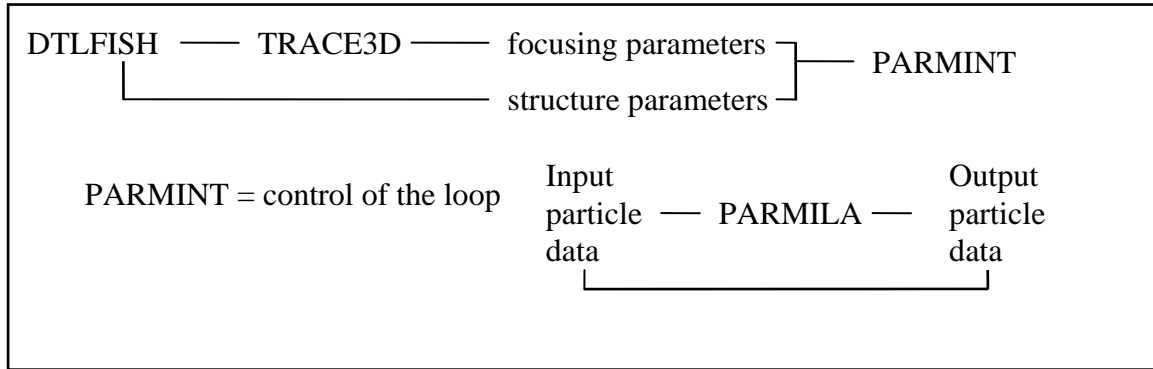 DTLFISH TRACE3D focusing parameters
PARMINT
structure parameters
PARMINT = control of the loop
Input
particle
data
PARMILA
Output
particle
data